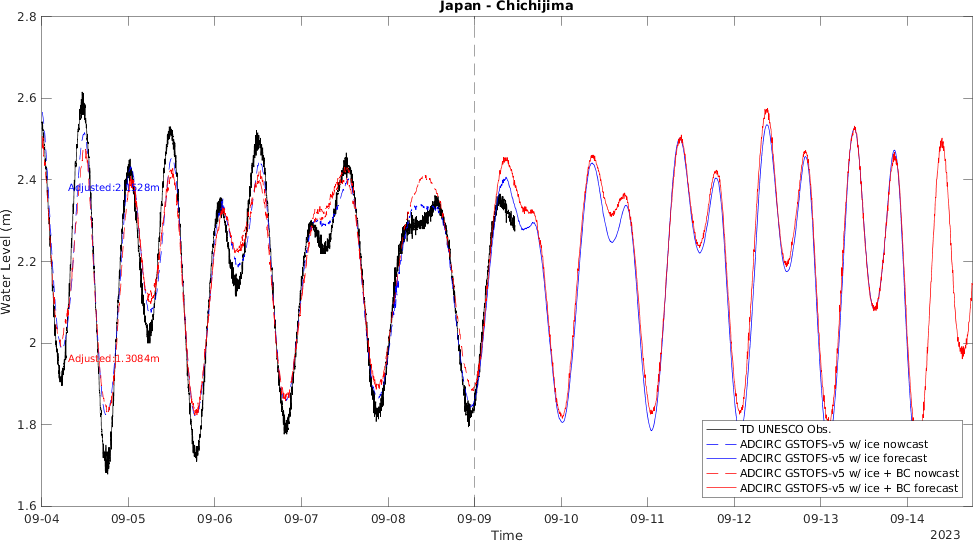 Japan - Chichijima
2.8
2.6
2.4
2.2
2
1.8
1.6
Water Level (m)
Adjusted:1.3084m
TD UNESCO Obs.
ADCIRC GSTOFS-v5 w/ ice nowcast
ADCIRC GSTOFS-v5 w/ ice forecast
ADCIRC GSTOFS-v5 w/ ice + BC nowcast
ADCIRC GSTOFS-v5 w/ ice + BC forecast
09-04 09-05 09-06 09-07 09-08 09-09 09-10 09-11 09-12 09-13 09-14
Time
2023